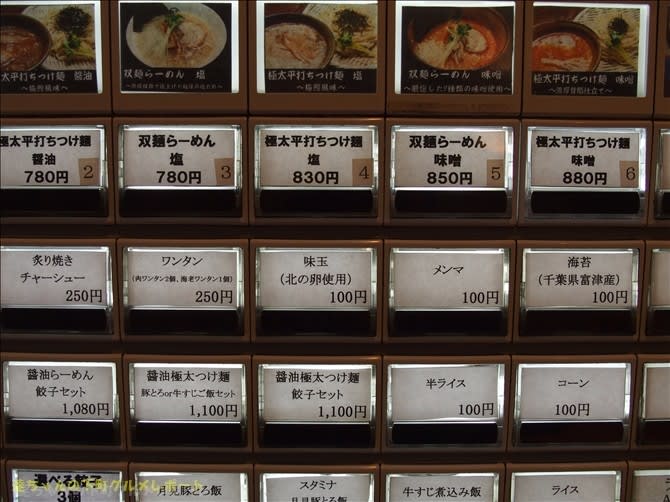 極太平打ちつけ麺 醤油
双麺らーめん 塩
極太平打ちつけ麺 塩
双麺らーめん 味噌
極太平打ちつけ麺 味噌
極太平打ちつけ麺
醤油
780円
2
双麺らーめん
塩
780円
3
極太平打ちつけ麺
塩
830円
4
双麺らーめん
味噌
850円
5
極太平打ちつけ麺
味噌
880円
6
炙り焼き
チャーシュー
250円
ワンタン
(肉ワンタン2個、海老ワンタン1個)
250円
味玉
(北の卵使用)
100円
メンマ
100円
海苔
(千葉県富津産)
100円
醤油らーめん
餃子セット
1,080円
醤油極太つけ麺
豚とろor牛すじご飯セット
1,100円
醤油極太つけ麺
餃子セット
1,100円
半ライス
100円
コーン
100円
3個
月見豚とろ飯
スタミナ
月見豚とろ飯
牛すじ煮込み飯
ライス